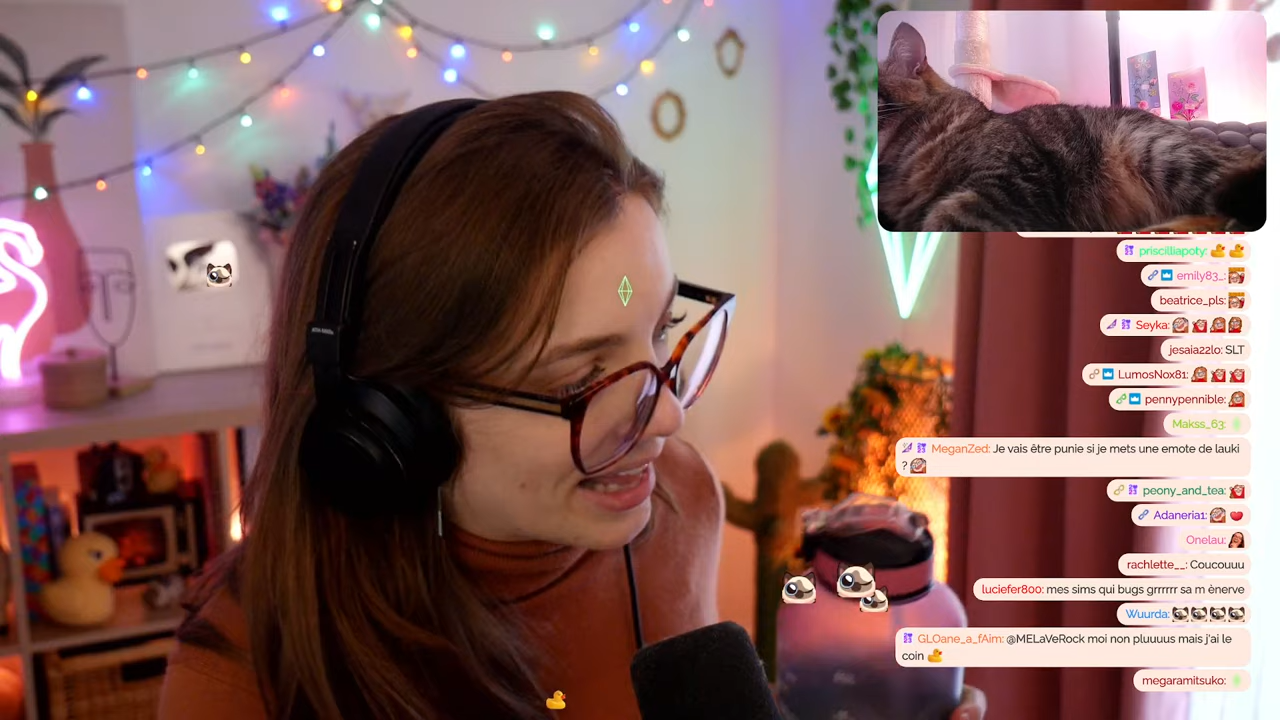 priscilliapoty:
emily83_:
beatrice_pls:
Seyka:
jesaia22lo: SLT
LumosNox81:
pennypennible:
Makss_63:
MeganZed: Je vais être punie si je mets une emote de lauki
?
peony_and_tea:
Adaneria1:
Onelau:
rachlette__: Coucouuu
luciefer800: mes sims qui bugs grrrrrr sa m ènerve
Wuurda:
GLOane_a_fAim: @MELaVeRock moi non pluuuus mais j'ai le
coin
megaramitsuko: